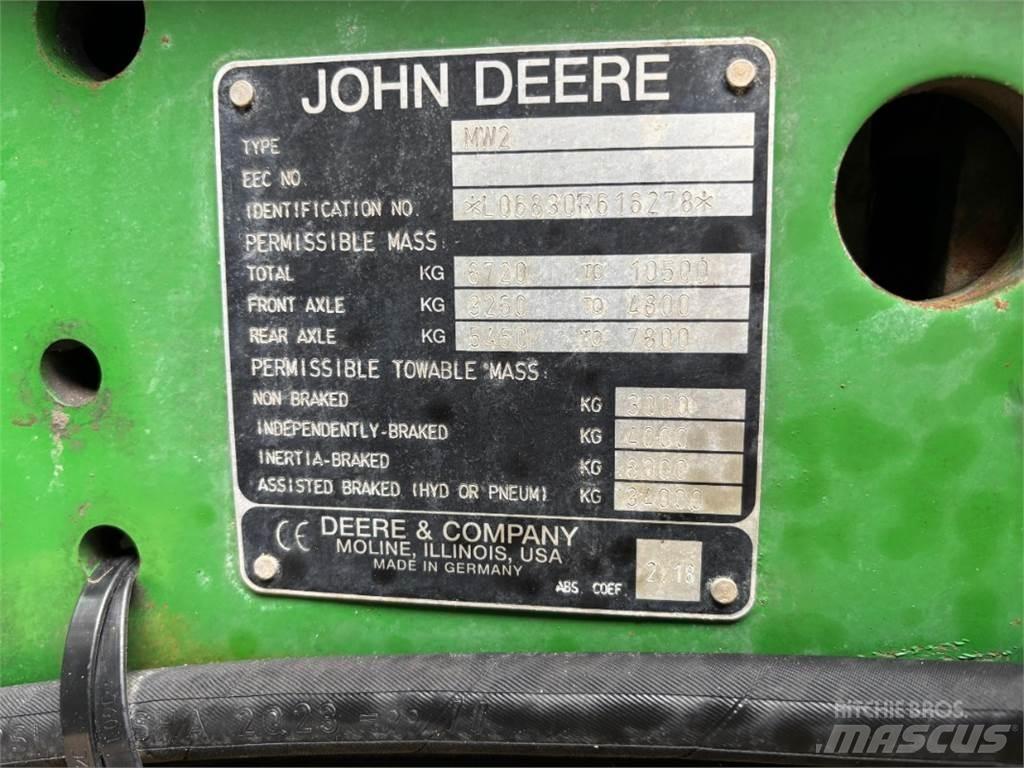 JOHN DEERE
TYPE MW2
EEC NO.
IDENTIFICATION NO. *L06830R616278*
PERMISSIBLE MASS:
TOTAL KG 6720 TO 10500
FRONT AXLE KG 3260 TO 4800
REAR AXLE KG 5460 TO 7800
PERMISSIBLE TOWABLE MASS:
NON BRAKED KG 3000
INDEPENDENTLY-BRAKED KG 4000
INERTIA-BRAKED KG 8000
ASSISTED BRAKED (HYD OR PNEUM) KG 34000
CE DEERE & COMPANY
MOLINE, ILLINOIS, USA
MADE IN GERMANY
ABS. COEF. 2/18
2023
RITCHIE BROS.
MASCUS